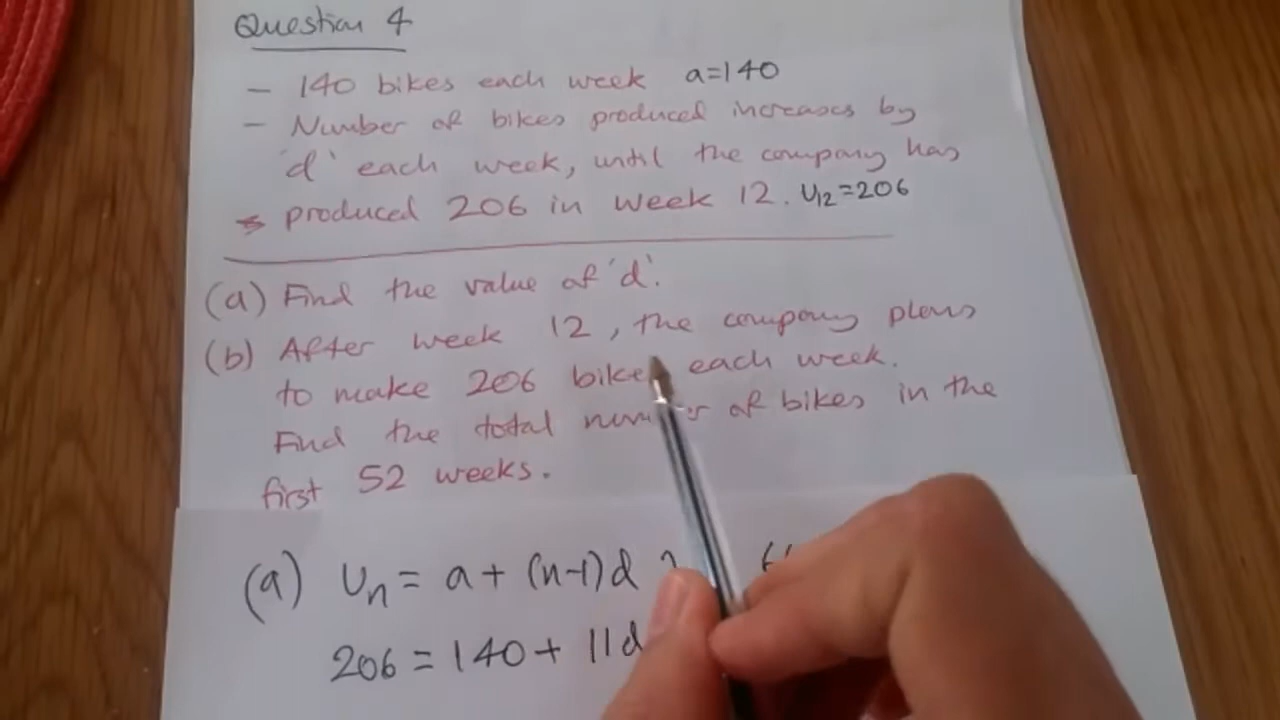 Question 4
- 140 bikes each week a=140
- Number of bikes produced increases by
'd' each week, until the company has
produced 206 in week 12. U12=206
(a) Find the value of 'd'.
(b) After week 12, the company plans
to make 206 bikes each week.
Find the total number of bikes in the
first 52 weeks.
(a) Un = a + (n-1)d
206 = 140 + 11d